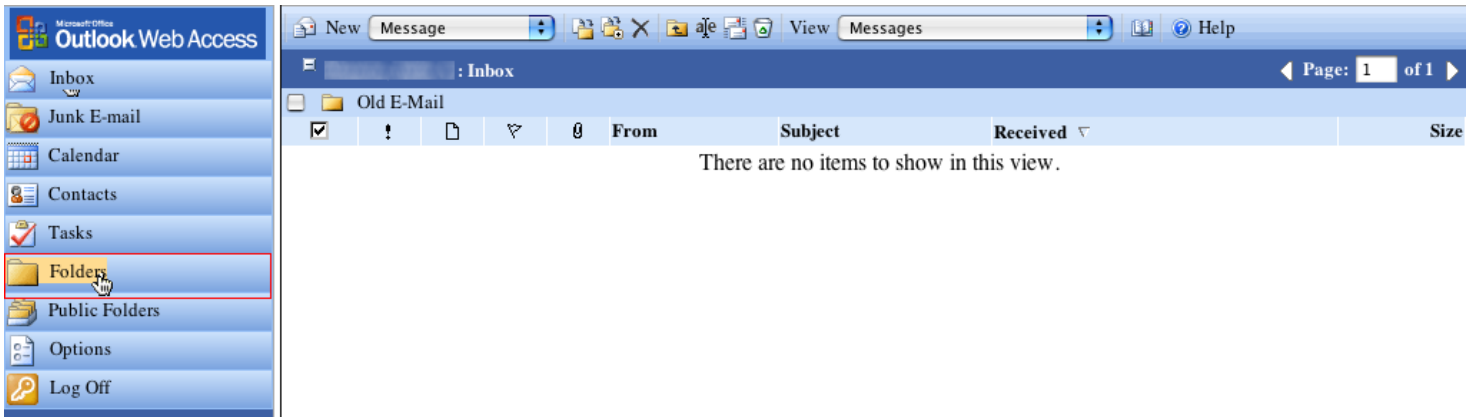 Microsoft Office
Outlook Web Access
Inbox
Junk E-mail
Calendar
Contacts
Tasks
Folders
Public Folders
Options
Log Off
New Message View Messages Help
: Inbox Page: 1 of 1
Old E-Mail
From Subject Received Size
There are no items to show in this view.